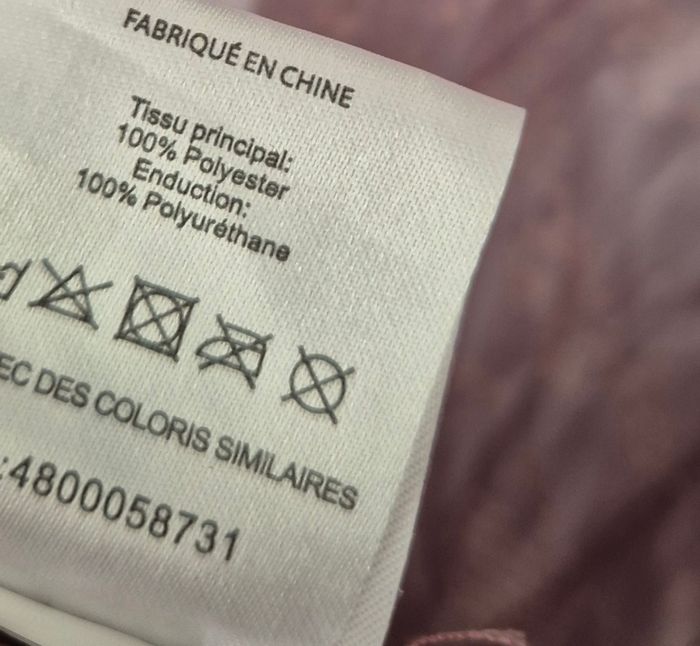 FABRIQUÉ EN CHINE
Tissu principal:
100% Polyester
Enduction:
100% Polyuréthane
EC DES COLORIS SIMILAIRES
:4800058731